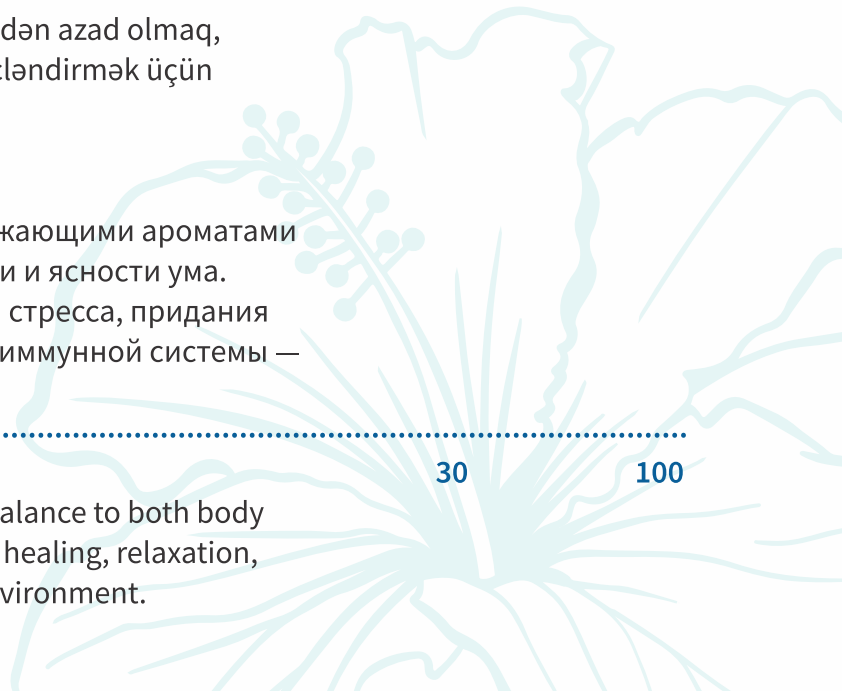 dən azad olmaq,
çləndirmək üçün
жающими ароматами
и и ясности ума.
стресса, придания
иммунной системы —
30 100
alance to both body
healing, relaxation,
vironment.